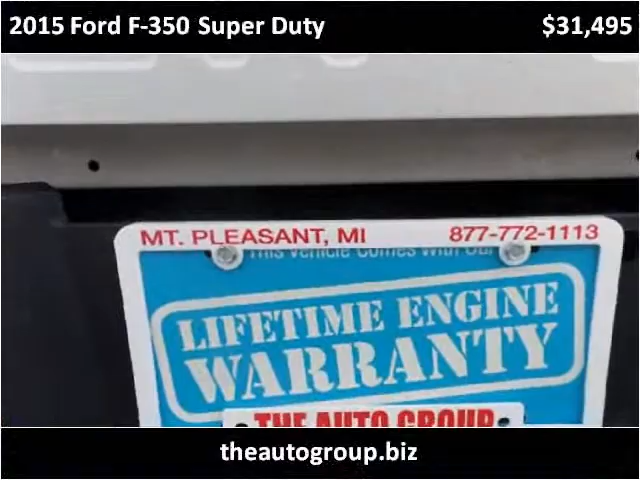 2015 Ford F-350 Super Duty $31,495
MT. PLEASANT, MI 877-772-1113
This Vehicle Comes With Our
LIFETIME ENGINE
WARRANTY
THE AUTO GROUP
theautogroup.biz